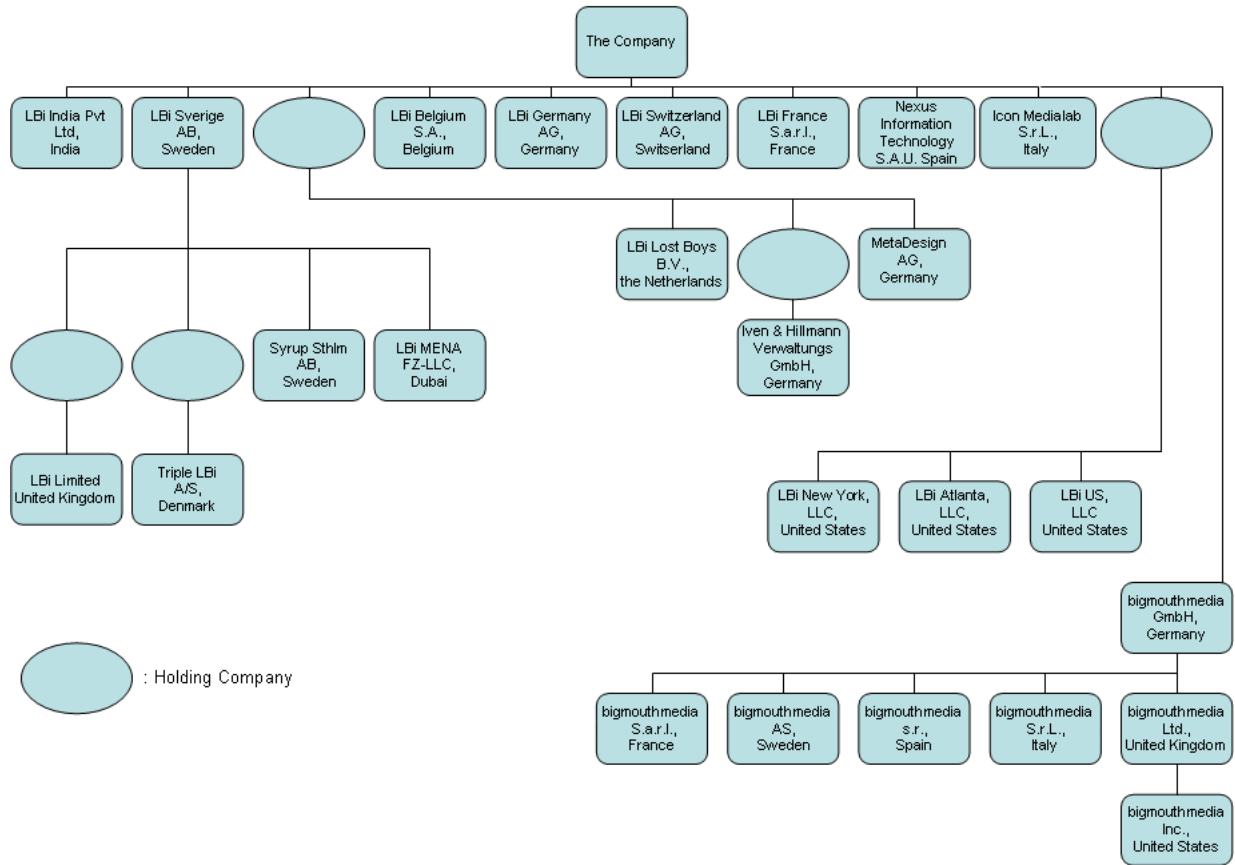 The Company
LBi India Pvt
Ltd,
India
LBi Sverige
AB,
Sweden
LBi Belgium
S.A.,
Belgium
LBi Germany
AG,
Germany
LBi Switzerland
AG,
Switserland
LBi France
S.a.r.l.,
France
Nexus
Information
Technology
S.A.U. Spain
Icon Medialab
S.r.L.,
Italy
LBi Lost Boys
B.V.,
the Netherlands
MetaDesign
AG,
Germany
Syrup Sthlm
AB,
Sweden
LBi MENA
FZ-LLC,
Dubai
Iven & Hillmann
Verwaltungs
GmbH,
Germany
LBi Limited
United Kingdom
Triple LBi
A/S,
Denmark
LBi New York,
LLC,
United States
LBi Atlanta,
LLC,
United States
LBi US,
LLC
United States
bigmouthmedia
GmbH,
Germany
: Holding Company
bigmouthmedia
S.a.r.l.,
France
bigmouthmedia
AS,
Sweden
bigmouthmedia
s.r.,
Spain
bigmouthmedia
S.r.L.,
Italy
bigmouthmedia
Ltd.,
United Kingdom
bigmouthmedia
Inc.,
United States